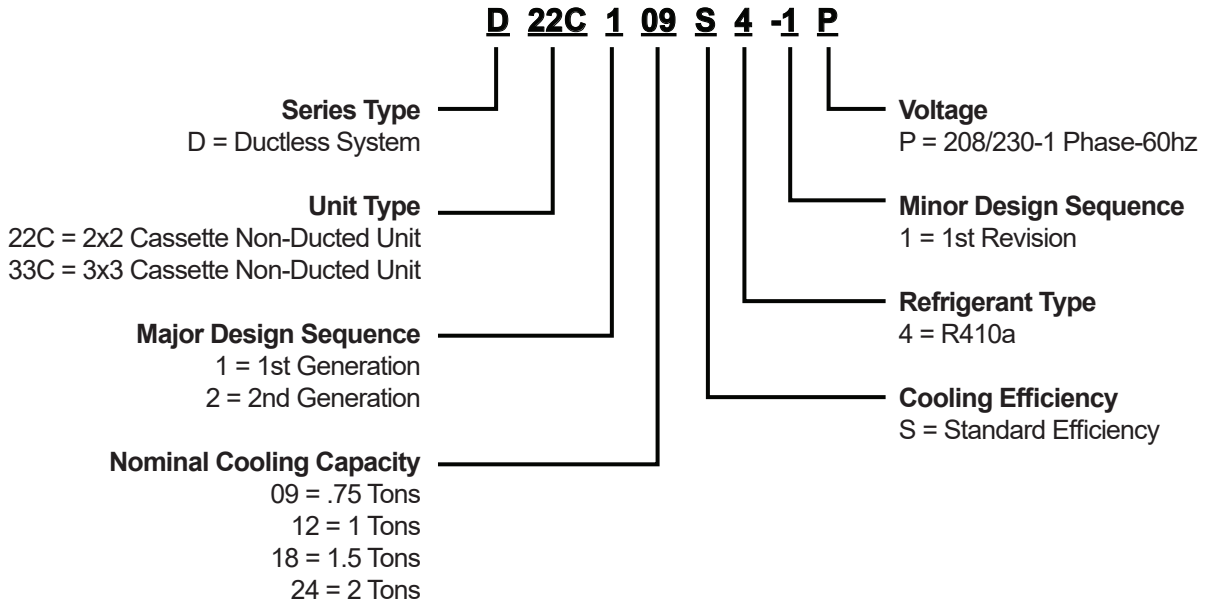 D 22C 1 09 S 4 -1 P
Series Type
D = Ductless System
Unit Type
22C = 2x2 Cassette Non-Ducted Unit
33C = 3x3 Cassette Non-Ducted Unit
Major Design Sequence
1 = 1st Generation
2 = 2nd Generation
Nominal Cooling Capacity
09 = .75 Tons
12 = 1 Tons
18 = 1.5 Tons
24 = 2 Tons
Voltage
P = 208/230-1 Phase-60hz
Minor Design Sequence
1 = 1st Revision
Refrigerant Type
4 = R410a
Cooling Efficiency
S = Standard Efficiency